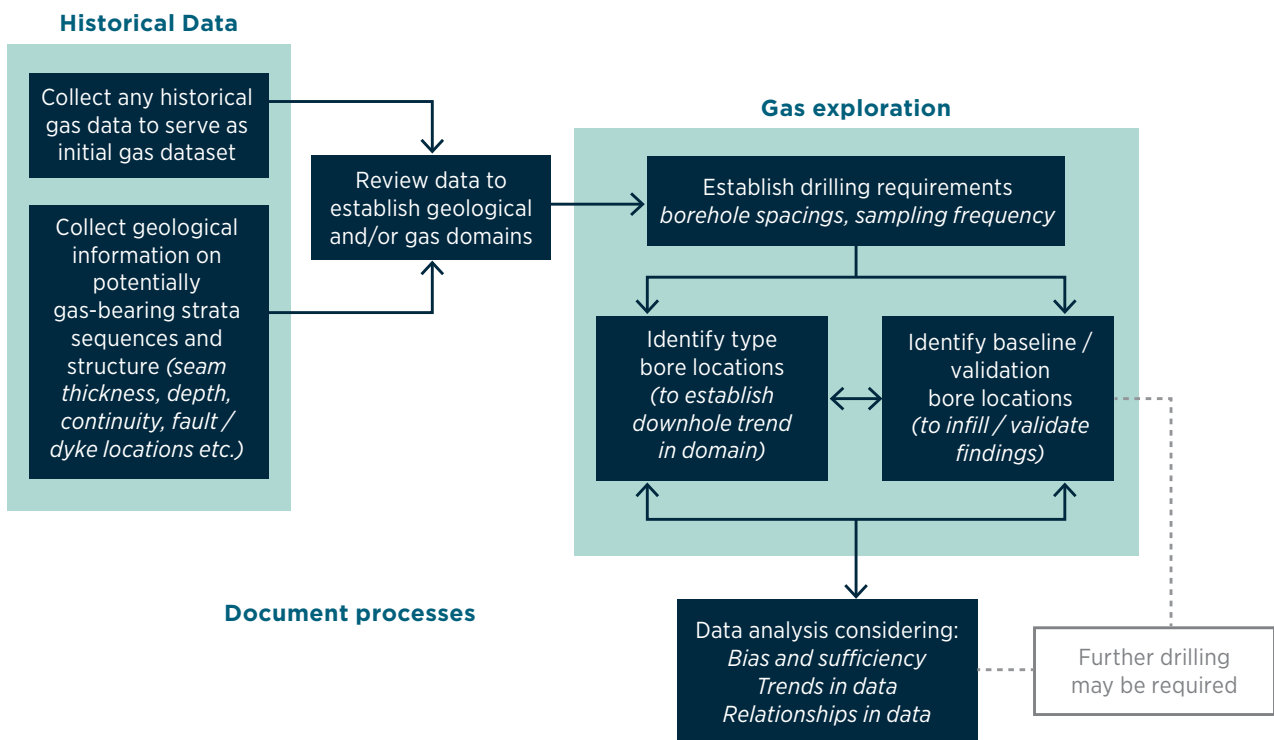 Historical Data
Collect any historical
gas data to serve as
initial gas dataset
Collect geological
information on
potentially
gas-bearing strata
sequences and
structure (seam
thickness, depth,
continuity, fault /
dyke locations etc.)
Review data to
establish geological
and/or gas domains
Gas exploration
Establish drilling requirements
borehole spacings, sampling frequency
Identify type
bore locations
(to establish
downhole trend
in domain)
Identify baseline /
validation
bore locations
(to infill / validate
findings)
Document processes
Data analysis considering:
Bias and sufficiency
Trends in data
Relationships in data
Further drilling
may be required